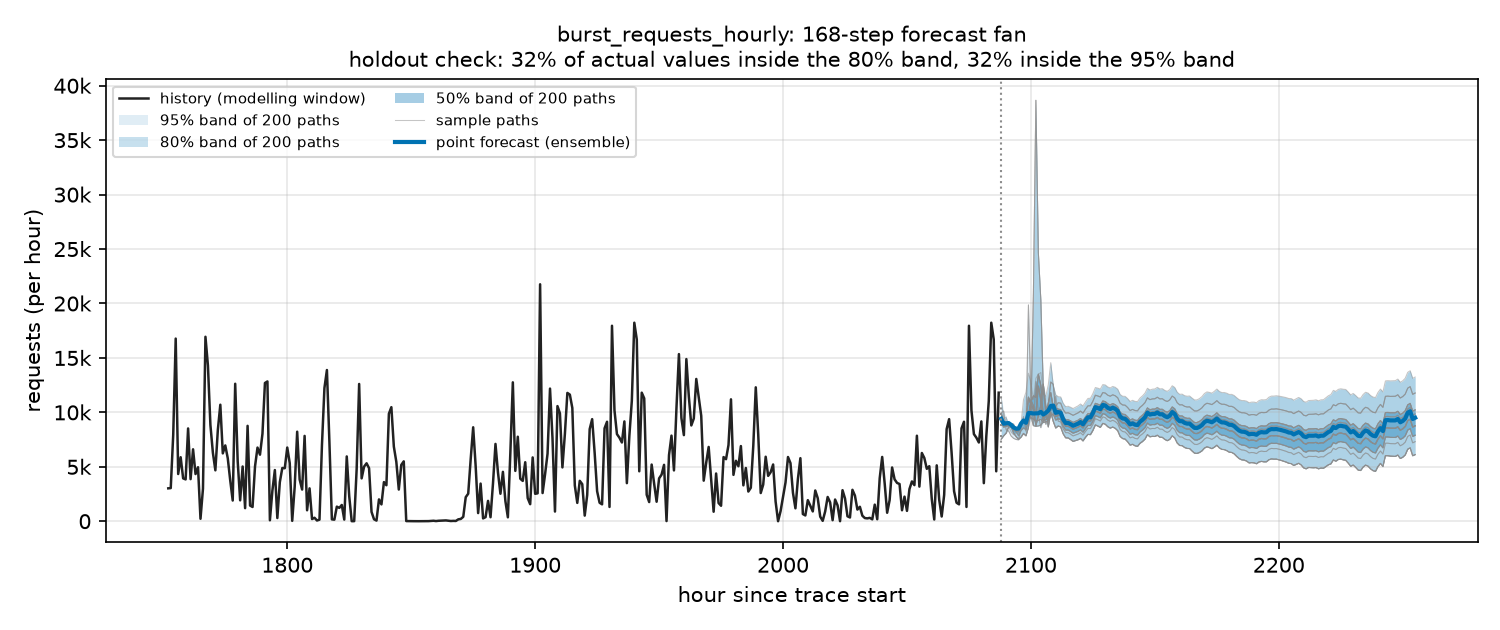 burst_requests_hourly: 168-step forecast fan
holdout check: 32% of actual values inside the 80% band, 32% inside the 95% band
history (modelling window)
95% band of 200 paths
80% band of 200 paths
50% band of 200 paths
sample paths
point forecast (ensemble)
requests (per hour)
40k
35k
30k
25k
20k
15k
10k
5k
0
1800
1900
2000
2100
2200
hour since trace start